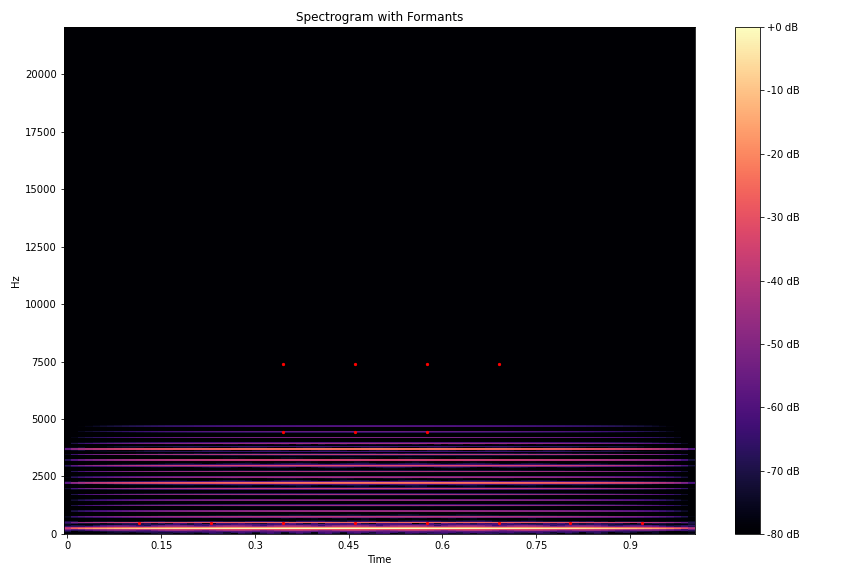 Spectrogram with Formants
Hz
20000
17500
15000
12500
10000
7500
5000
2500
0
0 0.15 0.3 0.45 0.6 0.75 0.9
Time
+0 dB
-10 dB
-20 dB
-30 dB
-40 dB
-50 dB
-60 dB
-70 dB
-80 dB